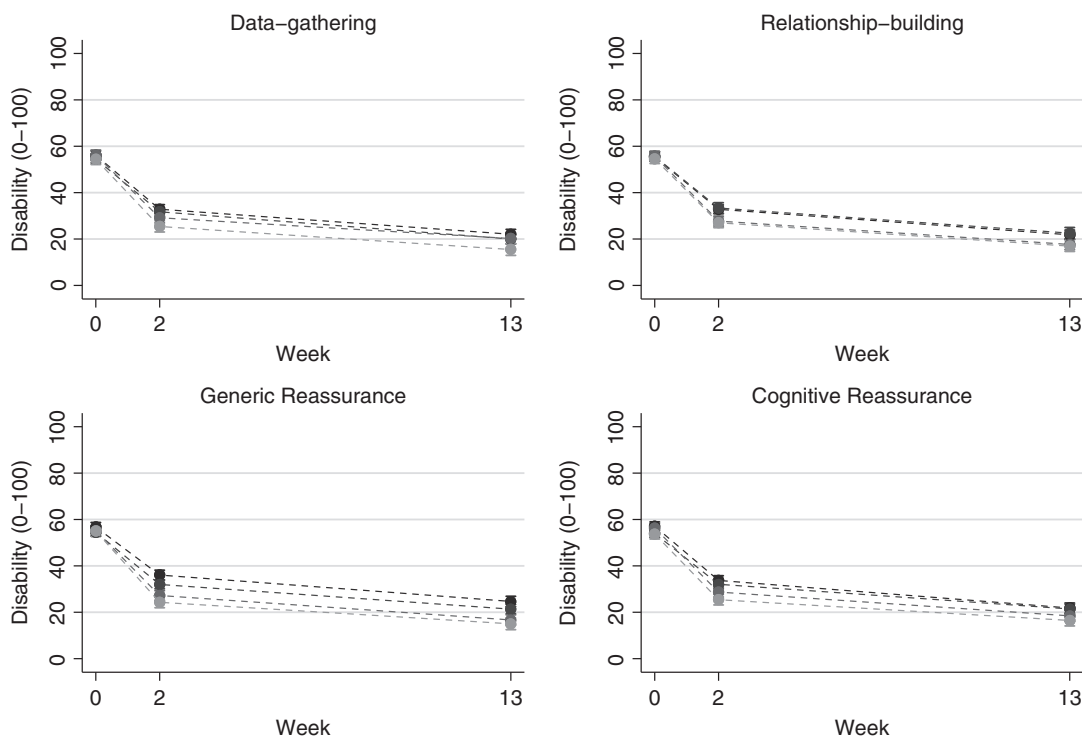 Data-gathering
Disability (0-100)
100
80
60
40
20
0
0 2 13
Week
Relationship-building
Disability (0-100)
100
80
60
40
20
0
0 2 13
Week
Generic Reassurance
Disability (0-100)
100
80
60
40
20
0
0 2 13
Week
Cognitive Reassurance
Disability (0-100)
100
80
60
40
20
0
0 2 13
Week